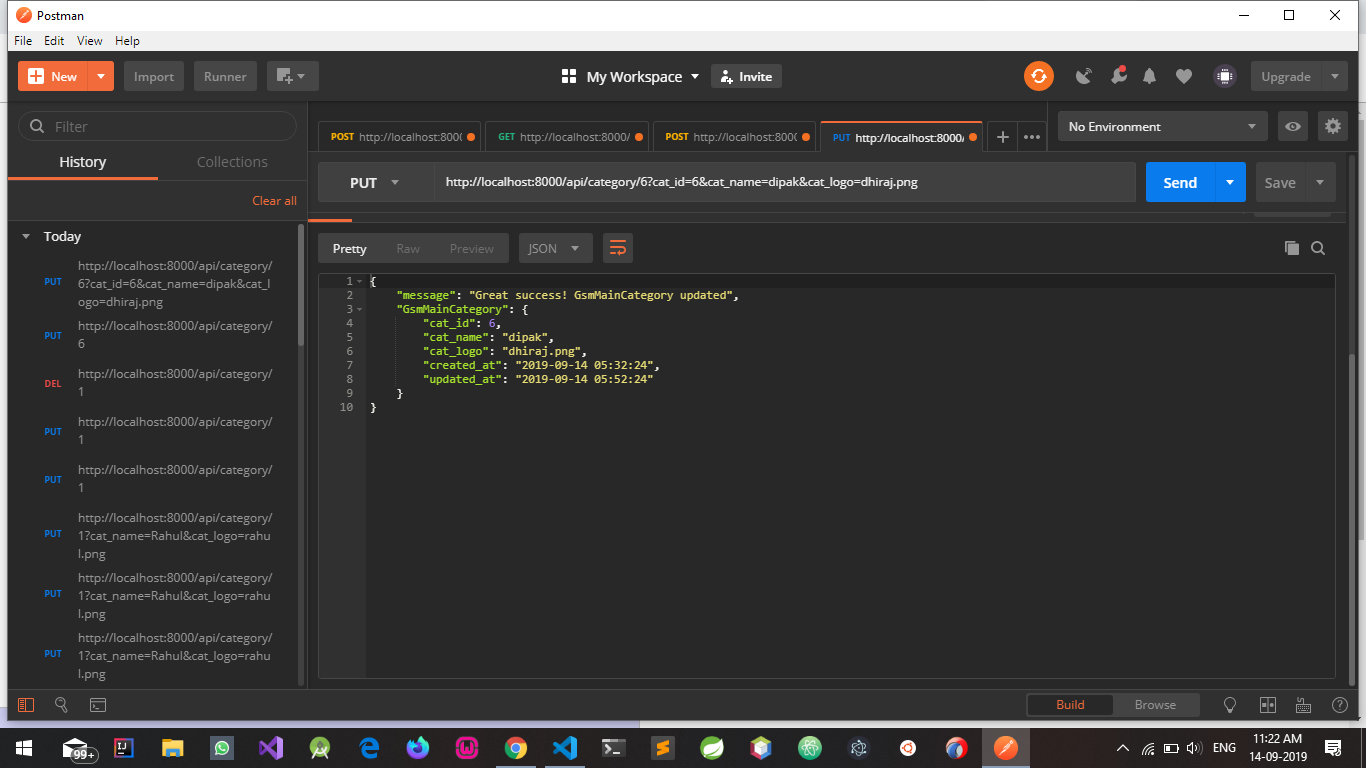 Postman
File Edit View Help
New Import Runner My Workspace Invite Upgrade
Filter
History Collections
Clear all
Today
PUT http://localhost:8000/api/category/
6?cat_id=6&cat_name=dipak&cat_l
ogo=dhiraj.png
PUT http://localhost:8000/api/category/
6
DEL http://localhost:8000/api/category/
1
PUT http://localhost:8000/api/category/
1
PUT http://localhost:8000/api/category/
1
PUT http://localhost:8000/api/category/
1?cat_name=Rahul&cat_logo=rahu
l.png
PUT http://localhost:8000/api/category/
1?cat_name=Rahul&cat_logo=rahu
l.png
PUT http://localhost:8000/api/category/
1?cat_name=Rahul&cat_logo=rahu
l.png
POST http://localhost:800( GET http://localhost:8000/ POST http://localhost:800( PUT http://localhost:8000/ No Environment
PUT http://localhost:8000/api/category/6?cat_id=6&cat_name=dipak&cat_logo=dhiraj.png Send Save
Pretty Raw Preview JSON
1 {
2 "message": "Great success! GsmMainCategory updated",
3 "GsmMainCategory": {
4 "cat_id": 6,
5 "cat_name": "dipak",
6 "cat_logo": "dhiraj.png",
7 "created_at": "2019-09-14 05:32:24",
8 "updated_at": "2019-09-14 05:52:24"
9 }
10 }
Build Browse
99+ ENG 11:22 AM
14-09-2019